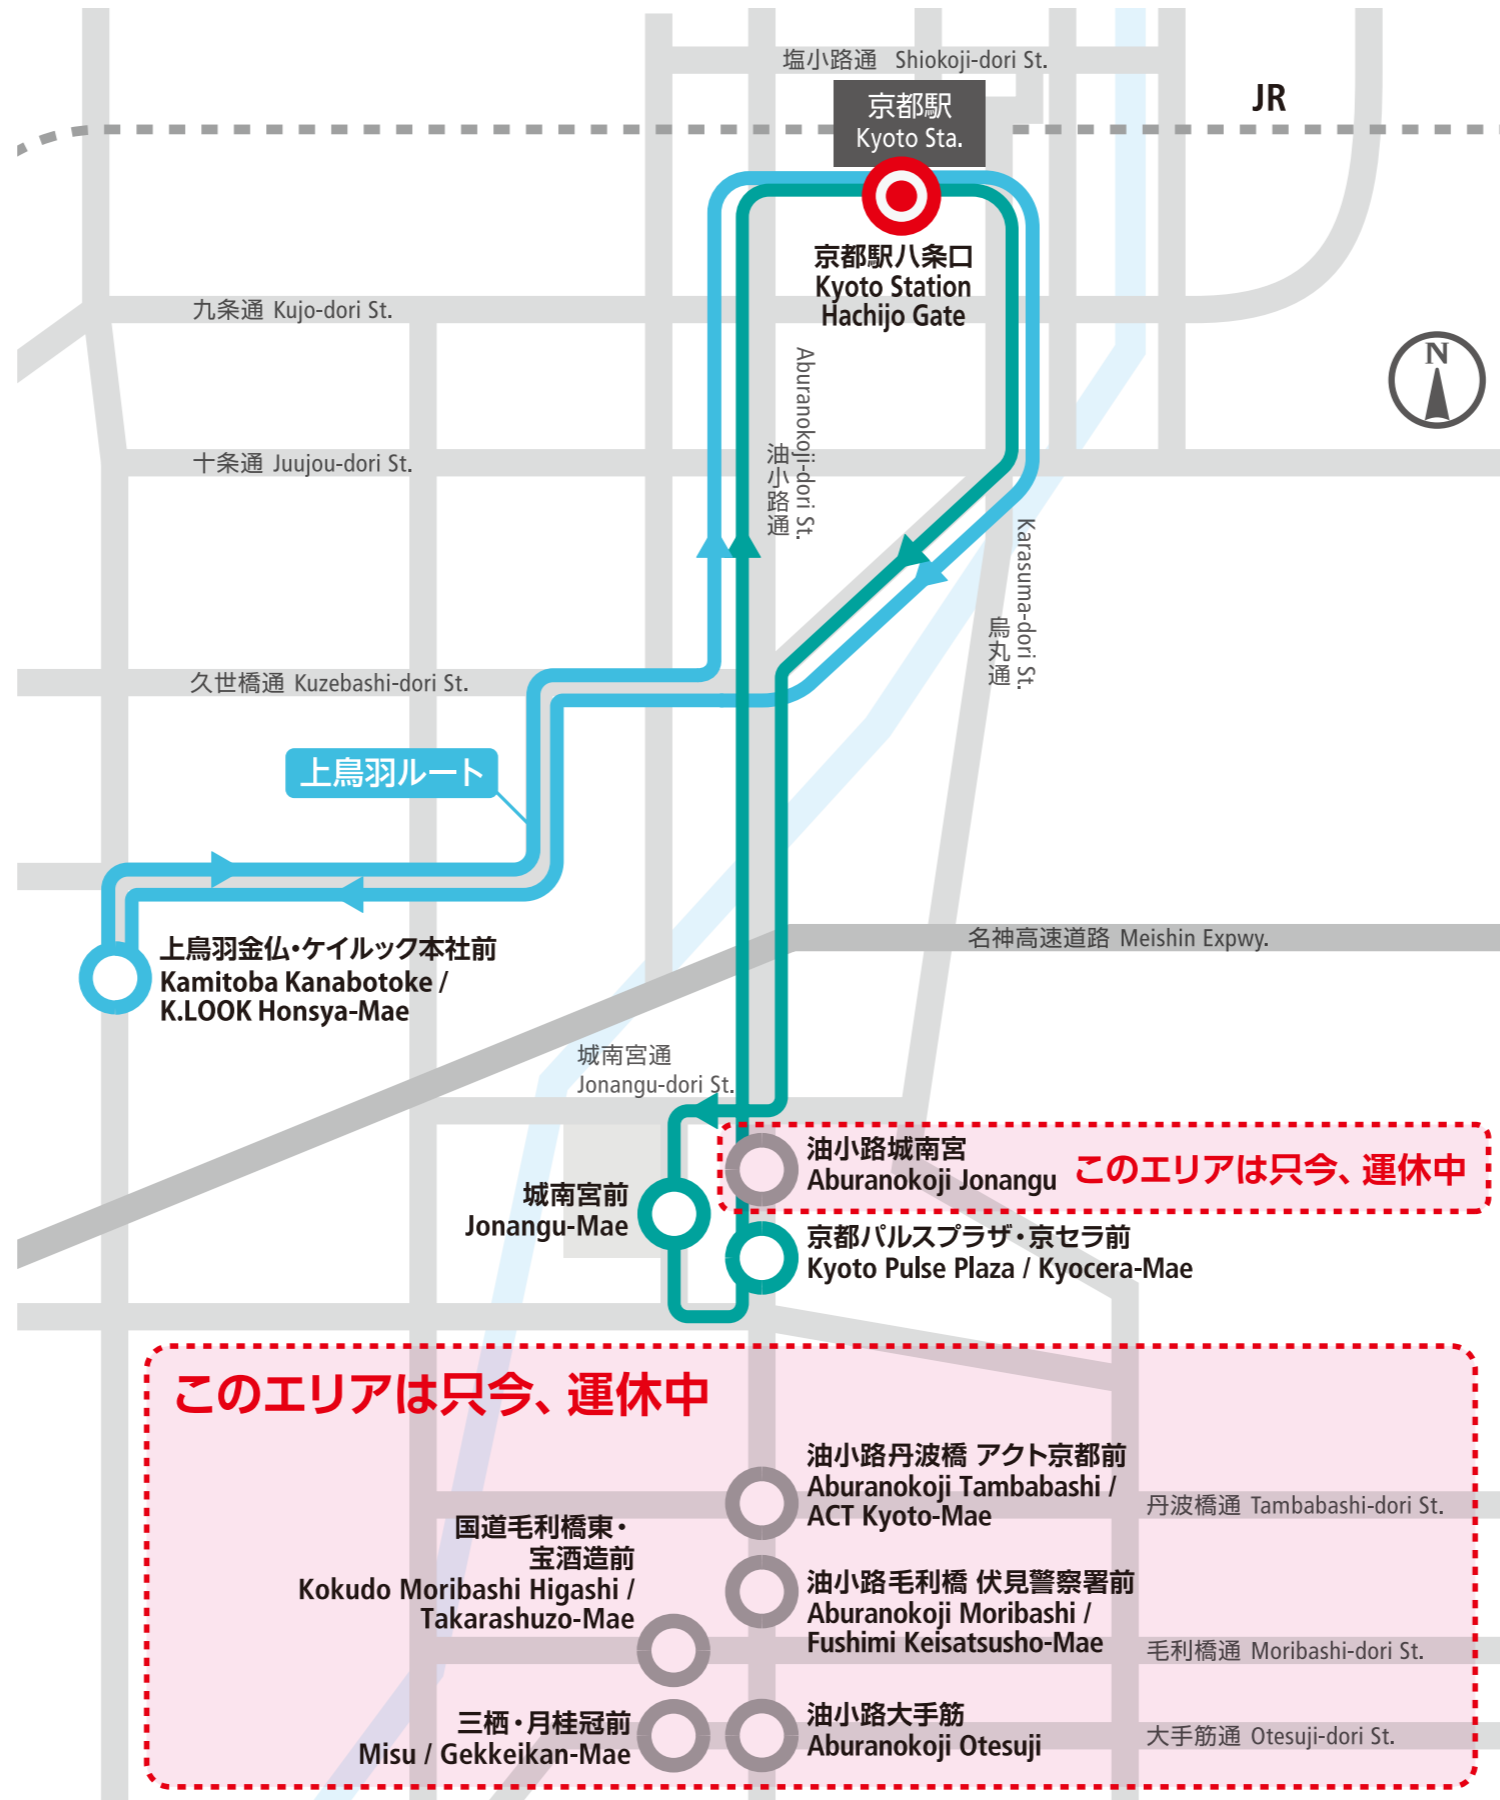 塩小路通 Shiokoji-dori St.
JR
京都駅
Kyoto Sta.
京都駅八条口
Kyoto Station
Hachijo Gate
九条通 Kujo-dori St.
N
油小路通
Aburanokoji-dori St.
十条通 Juujou-dori St.
烏丸通
Karasuma-dori St.
久世橋通 Kuzebashi-dori St.
上鳥羽ルート
名神高速道路 Meishin Expwy.
上鳥羽金仏・ケイルック本社前
Kamitoba Kanabotoke /
K.LOOK Honsya-Mae
城南宮通
Jonangu-dori St.
油小路城南宮
Aburanokoji Jonangu
このエリアは只今、運休中
城南宮前
Jonangu-Mae
京都パルスプラザ・京セラ前
Kyoto Pulse Plaza / Kyocera-Mae
このエリアは只今、運休中
油小路丹波橋 アクト京都前
Aburanokoji Tambabashi /
ACT Kyoto-Mae
丹波橋通 Tambabashi-dori St.
国道毛利橋東・
宝酒造前
Kokudo Moribashi Higashi /
Takarashuzo-Mae
油小路毛利橋 伏見警察署前
Aburanokoji Moribashi /
Fushimi Keisatsusho-Mae
毛利橋通 Moribashi-dori St.
三栖・月桂冠前
Misu / Gekkeikan-Mae
油小路大手筋
Aburanokoji Otesuji
大手筋通 Otesuji-dori St.